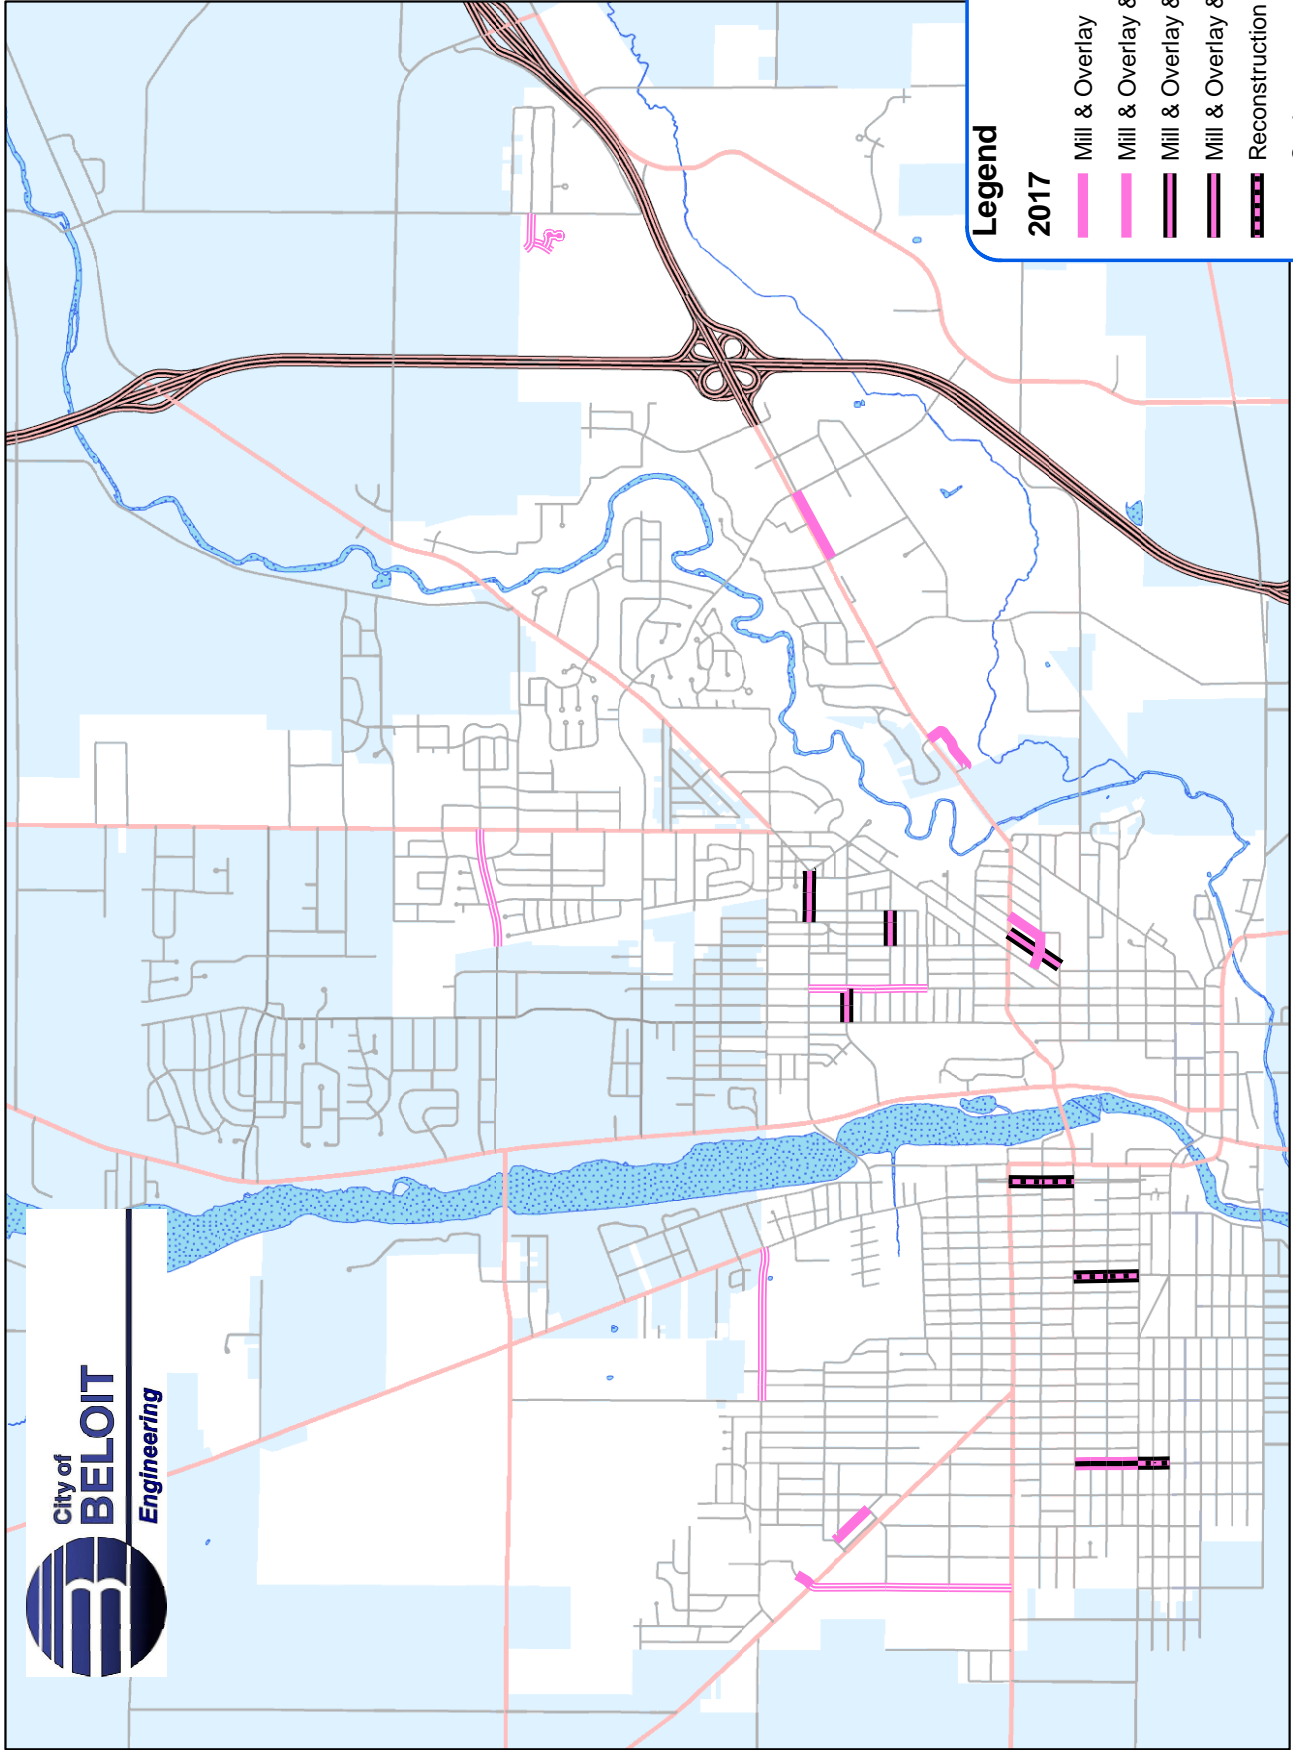 City of
BELOIT
Engineering
Legend
2017
Mill & Overlay
Mill & Overlay &
Mill & Overlay &
Mill & Overlay &
Reconstruction